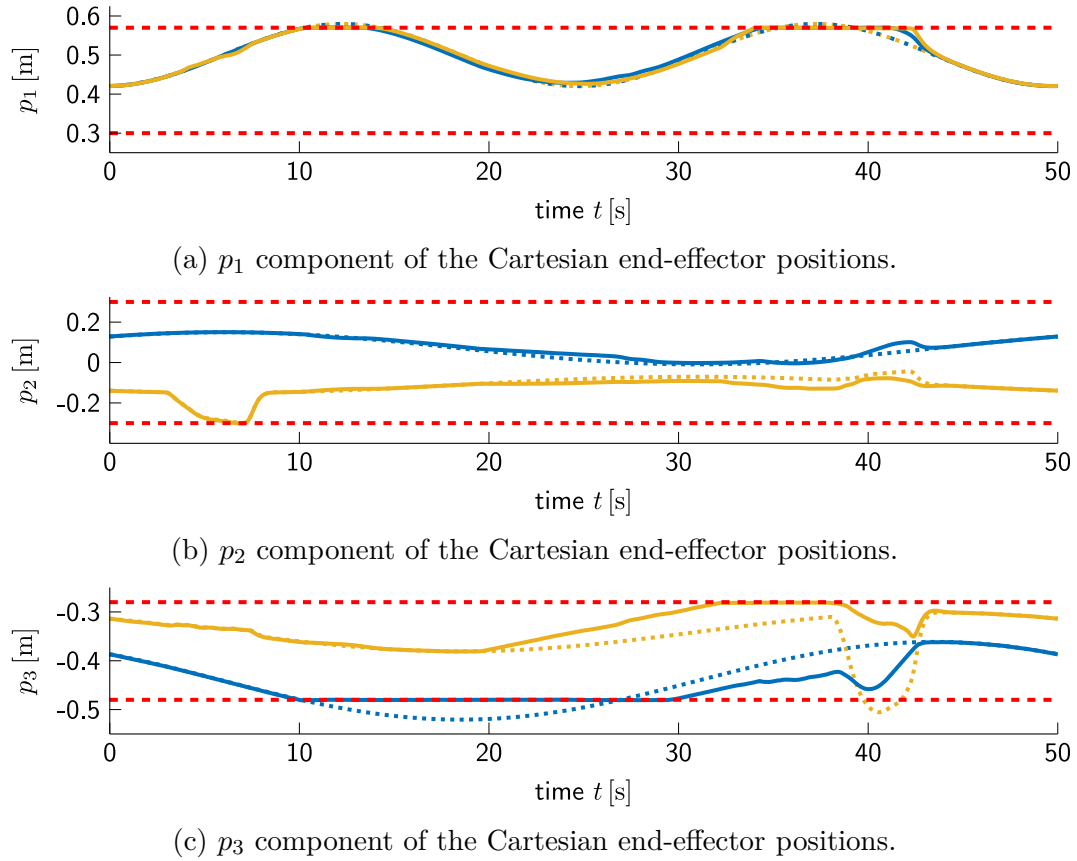 0.6
0.5
0.4
0.3
p₁ [m]
0 10 20 30 40 50
time t [s]
(a) p₁ component of the Cartesian end-effector positions.
0.2
0
-0.2
p₂ [m]
0 10 20 30 40 50
time t [s]
(b) p₂ component of the Cartesian end-effector positions.
-0.3
-0.4
-0.5
p₃ [m]
0 10 20 30 40 50
time t [s]
(c) p₃ component of the Cartesian end-effector positions.